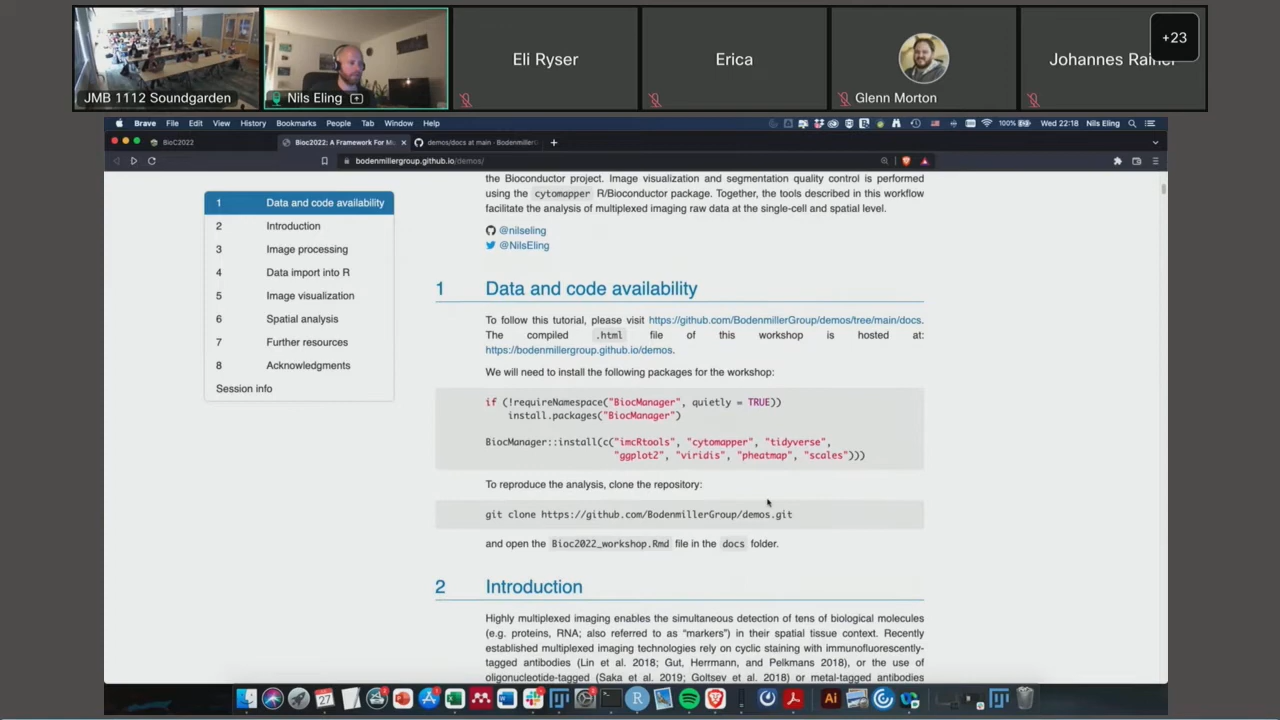 +23
Eli Ryser
Erica
JMB 1112 Soundgarden
Nils Eling
Glenn Morton
Brave File Edit View History Bookmarks People Tab Window Help
100% Wed 22:18 Nils Eling
BioC2022
Bioc2022: A Framework For M
demos/docs at main · Bodenmiller
bodenmillergroup.github.io/demos/
1 Data and code availability
2 Introduction
3 Image processing
4 Data import into R
5 Image visualization
6 Spatial analysis
7 Further resources
8 Acknowledgments
Session info
the Bioconductor project. Image visualization and segmentation quality control is performed
using the cytomapper R/Bioconductor package. Together, the tools described in this workflow
facilitate the analysis of multiplexed imaging raw data at the single-cell and spatial level.
@nilseling
@NilsEling
1 Data and code availability
To follow this tutorial, please visit https://github.com/BodenmillerGroup/demos/tree/main/docs.
The compiled .html file of this workshop is hosted at:
https://bodenmillergroup.github.io/demos.
We will need to install the following packages for the workshop:
if (!requireNamespace("BiocManager", quietly = TRUE))
install.packages("BiocManager")
BiocManager::install(c("imcRtools", "cytomapper", "tidyverse",
"ggplot2", "viridis", "pheatmap", "scales")))
To reproduce the analysis, clone the repository:
git clone https://github.com/BodenmillerGroup/demos.git
and open the Bioc2022_workshop.Rmd file in the docs folder.
2 Introduction
Highly multiplexed imaging enables the simultaneous detection of tens of biological molecules
(e.g. proteins, RNA; also referred to as “markers”) in their spatial tissue context. Recently
established multiplexed imaging technologies rely on cyclic staining with immunofluorescently-
tagged antibodies (Lin et al. 2018; Gut, Herrmann, and Pelkmans 2018), or the use of
oligonucleotide-tagged (Saka et al. 2019; Goltsev et al. 2018) or metal-tagged antibodies